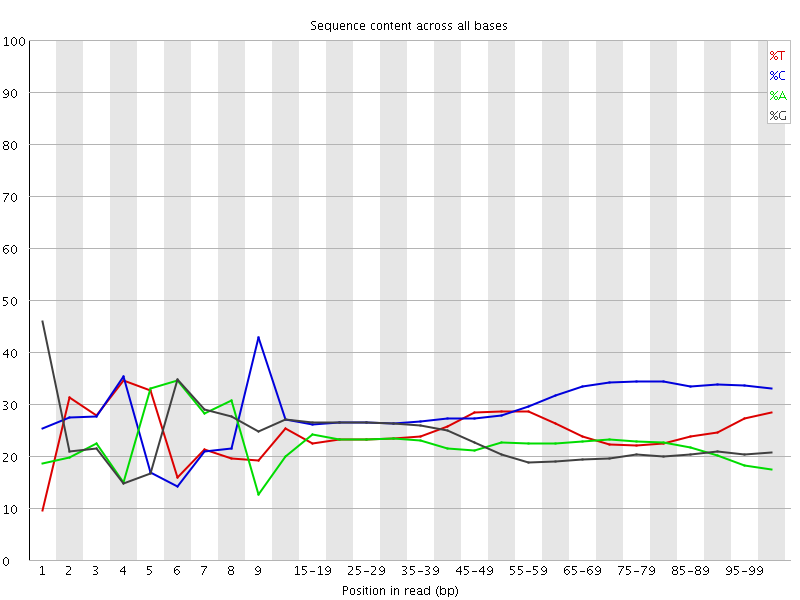 Sequence content across all bases
100
90
80
70
60
50
40
30
20
10
0
%T
%C
%A
%G
1 2 3 4 5 6 7 8 9 15-19 25-29 35-39 45-49 55-59 65-69 75-79 85-89 95-99
Position in read (bp)